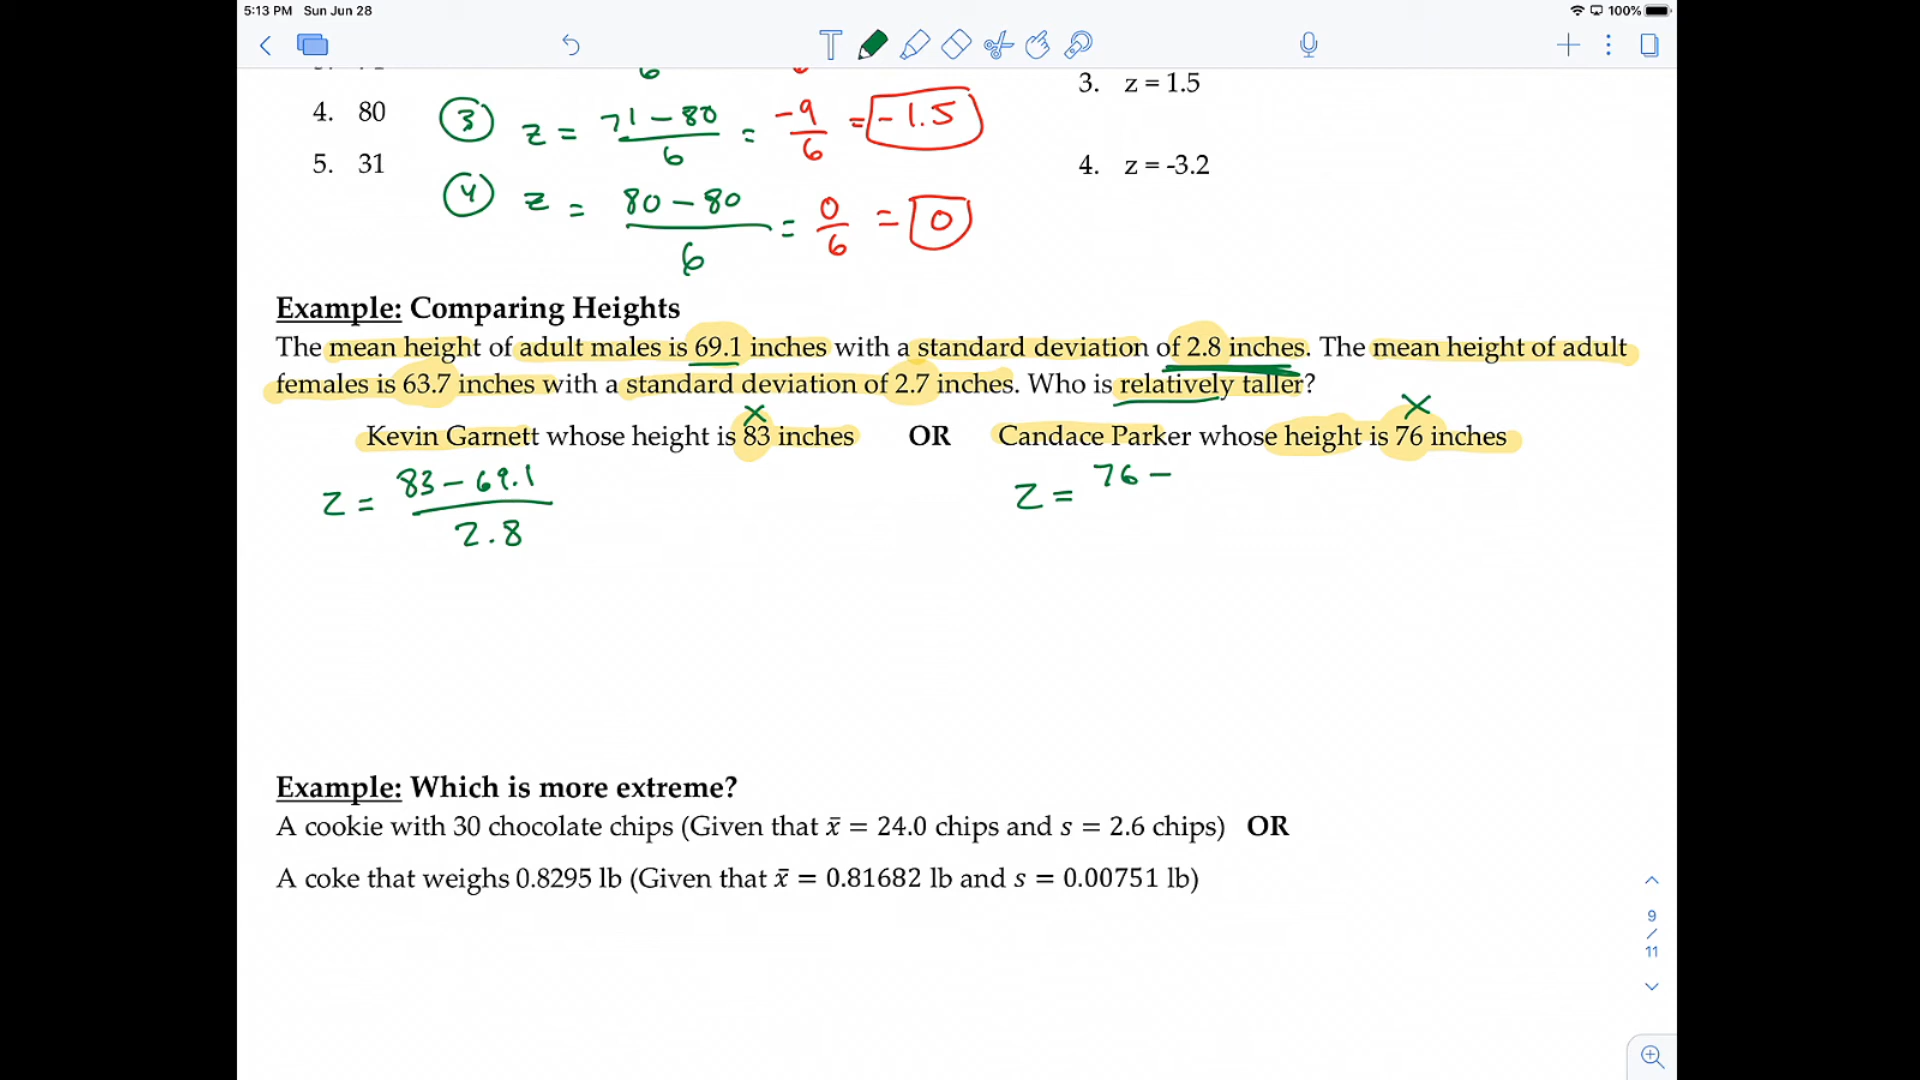 5:13 PM Sun Jun 28
100%
6
4. 80
5. 31
③ z = 71 - 80 / 6 = -9 / 6 = -1.5
④ z = 80 - 80 / 6 = 0 / 6 = 0
3. z = 1.5
4. z = -3.2
Example: Comparing Heights
The mean height of adult males is 69.1 inches with a standard deviation of 2.8 inches. The mean height of adult
females is 63.7 inches with a standard deviation of 2.7 inches. Who is relatively taller?
x x
Kevin Garnett whose height is 83 inches OR Candace Parker whose height is 76 inches
z = 83 - 69.1 / 2.8
z = 76 -
Example: Which is more extreme?
A cookie with 30 chocolate chips (Given that x̄ = 24.0 chips and s = 2.6 chips) OR
A coke that weighs 0.8295 lb (Given that x̄ = 0.81682 lb and s = 0.00751 lb)
9
/
11